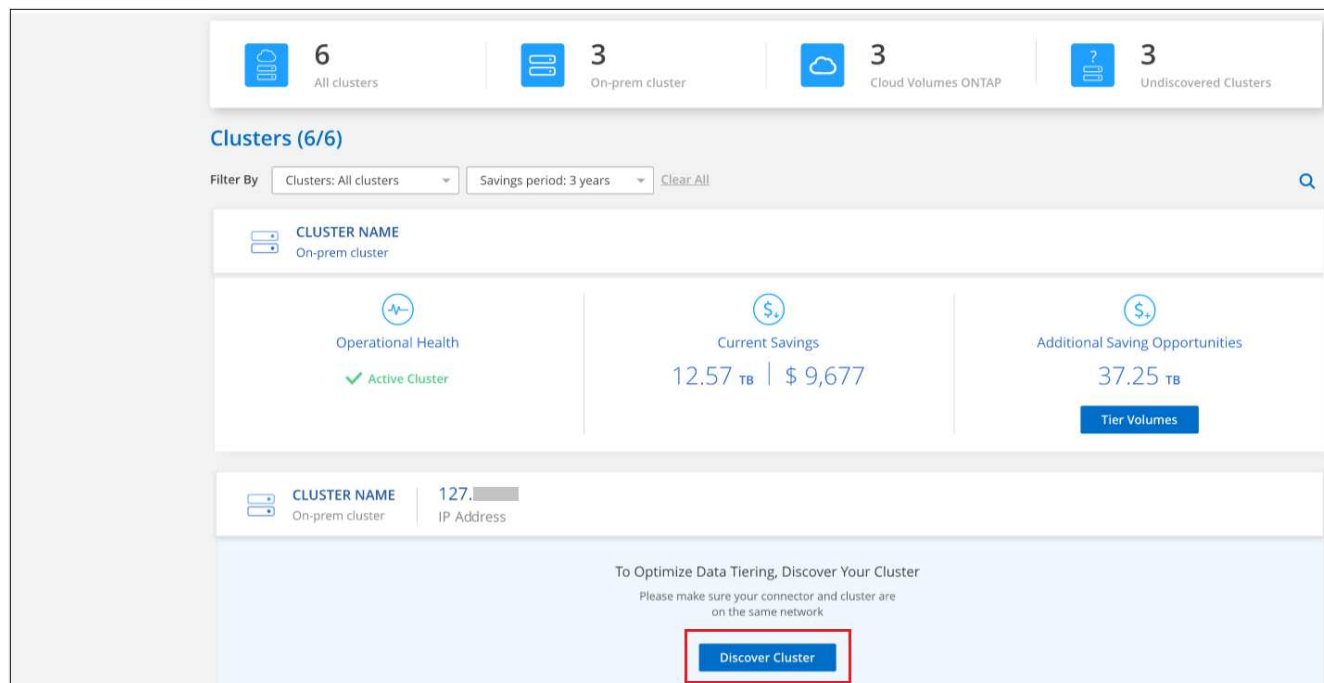 6
All clusters
3
On-prem cluster
3
Cloud Volumes ONTAP
?
3
Undiscovered Clusters
Clusters (6/6)
Filter By Clusters: All clusters Savings period: 3 years Clear All
CLUSTER NAME
On-prem cluster
Operational Health
Active Cluster
$
Current Savings
12.57 TB | $ 9,677
$+
Additional Saving Opportunities
37.25 TB
Tier Volumes
CLUSTER NAME
On-prem cluster
127.
IP Address
To Optimize Data Tiering, Discover Your Cluster
Please make sure your connector and cluster are
on the same network
Discover Cluster